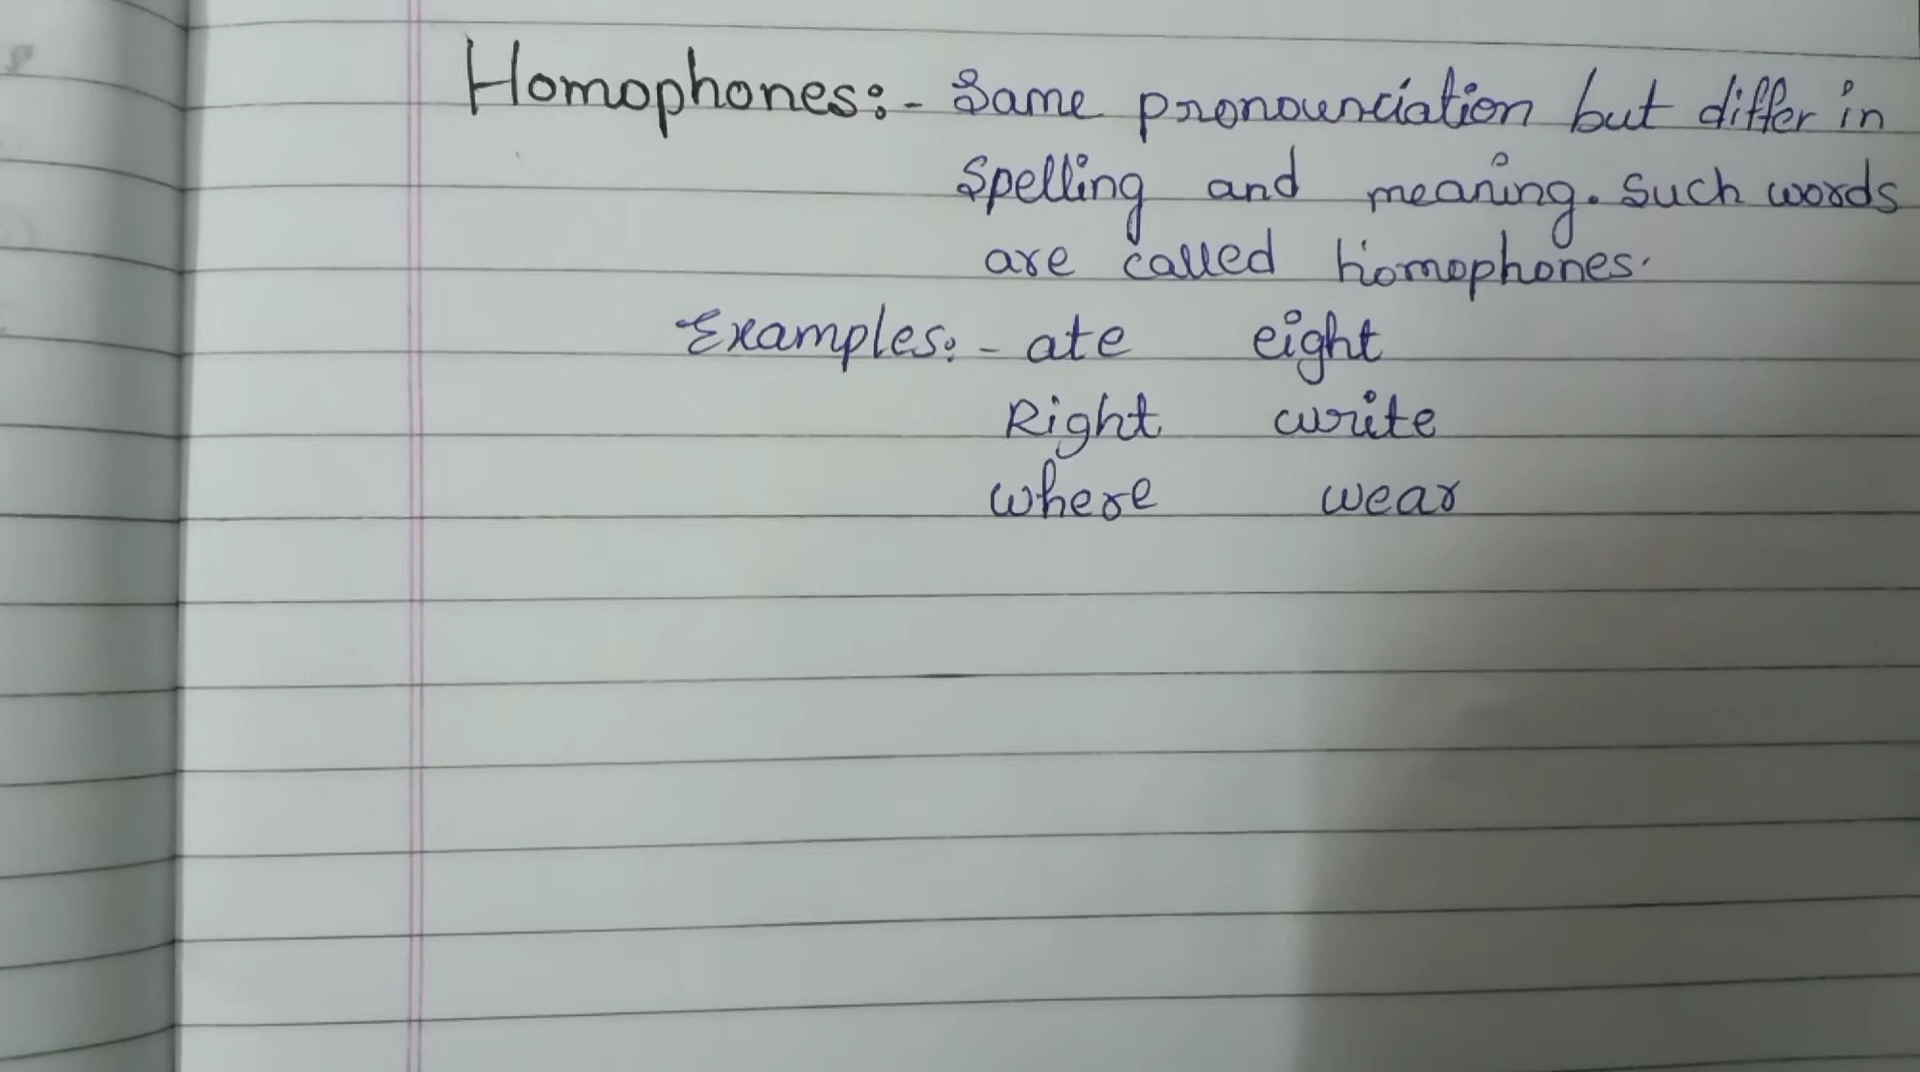 Homophones:- Same pronounciation but differ in
Spelling and meaning. Such words
are called homophones.
Examples:- ate eight
Right write
where wear